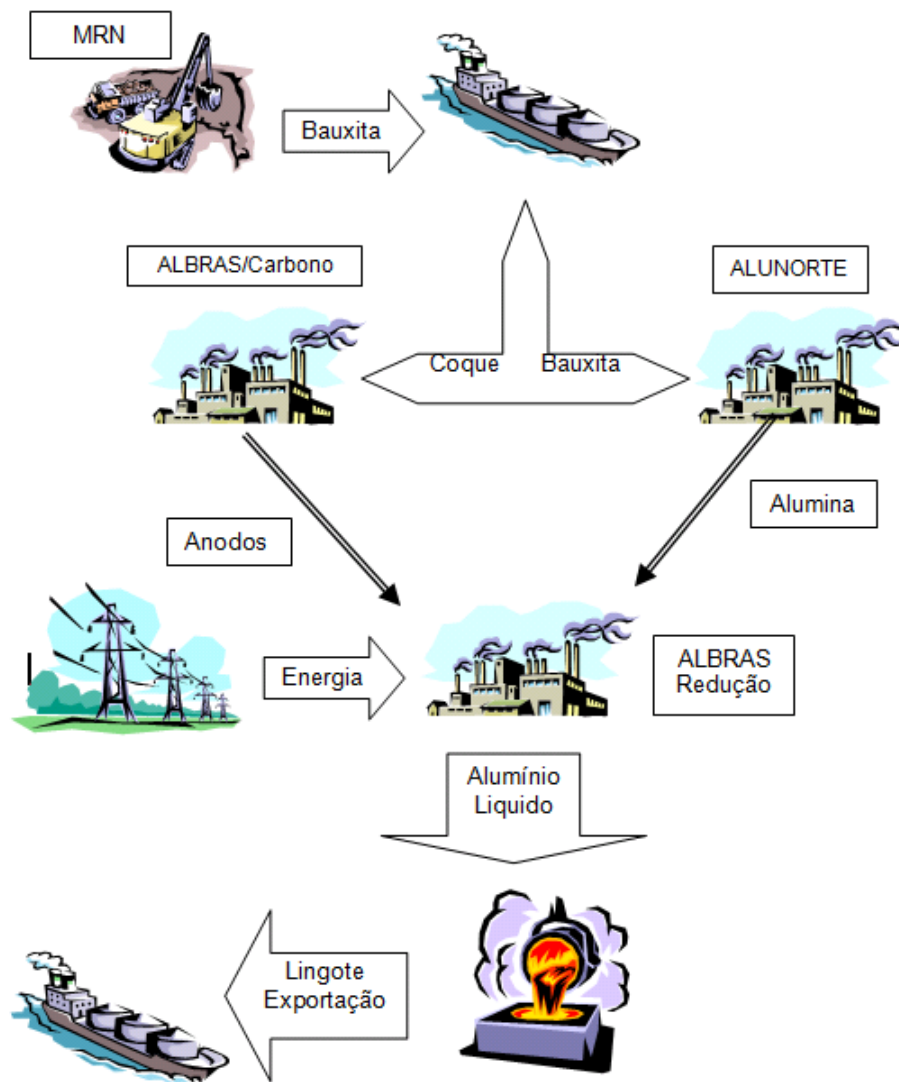 MRN
Bauxita
ALBRAS/Carbono
ALUNORTE
Coque
Bauxita
Anodos
Alumina
Energia
ALBRAS
Redução
Alumínio
Liquido
Lingote
Exportação